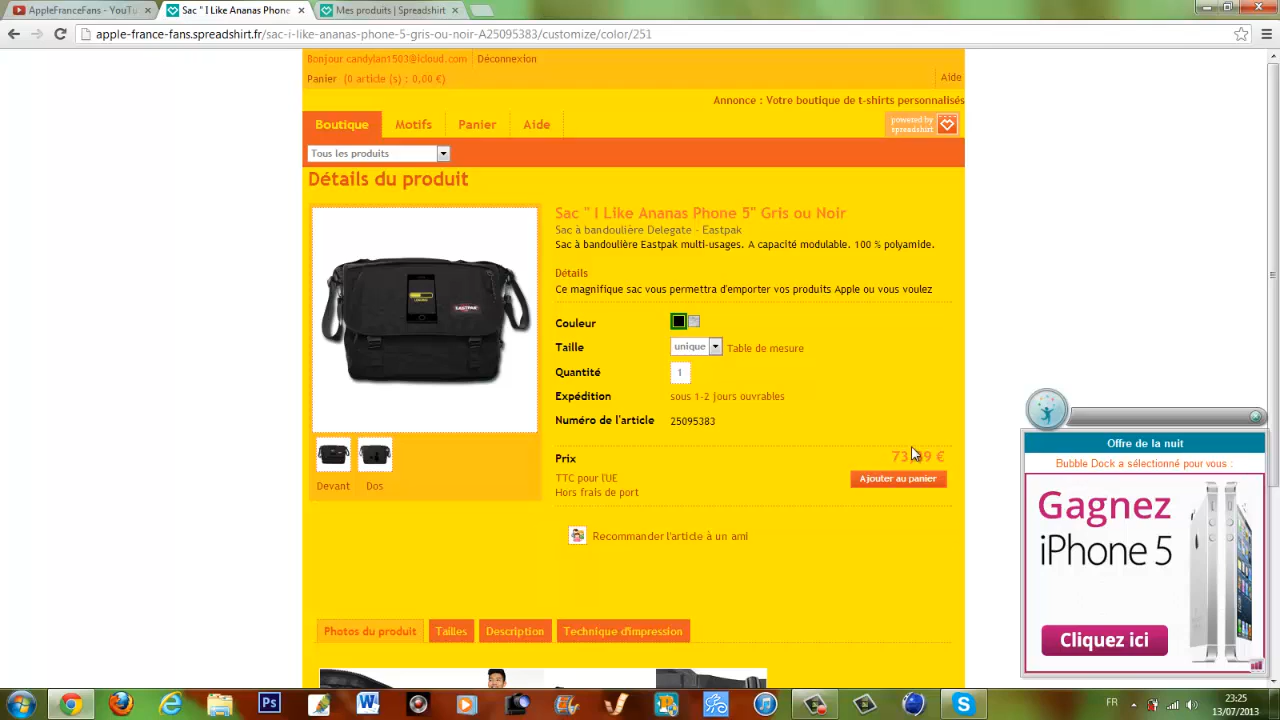 AppleFranceFans - YouTu
Sac " I Like Ananas Phone
Mes produits | Spreadshirt
apple-france-fans.spreadshirt.fr/sac-i-like-ananas-phone-5-gris-ou-noir-A25095383/customize/color/251
Bonjour candylan1503@icloud.com Déconnexion
Panier (0 article (s) : 0,00 €)
Aide
Annonce : Votre boutique de t-shirts personnalisés
Boutique Motifs Panier Aide
powered by
spreadshirt
Tous les produits
Détails du produit
Sac " I Like Ananas Phone 5" Gris ou Noir
Sac à bandoulière Delegate - Eastpak
Sac à bandoulière Eastpak multi-usages. A capacité modulable. 100 % polyamide.
Détails
Ce magnifique sac vous permettra d'emporter vos produits Apple ou vous voulez
Couleur
Taille unique Table de mesure
Quantité 1
Expédition sous 1-2 jours ouvrables
Numéro de l'article 25095383
EASTPAK
Devant Dos
Prix
TTC pour l'UE
Hors frais de port
Ajouter au panier
Recommander l'article à un ami
Photos du produit Tailles Description Technique d'impression
Offre de la nuit
Bubble Dock a sélectionné pour vous :
Gagnez
iPhone 5
Cliquez ici
Ps
FR
23:25
13/07/2013